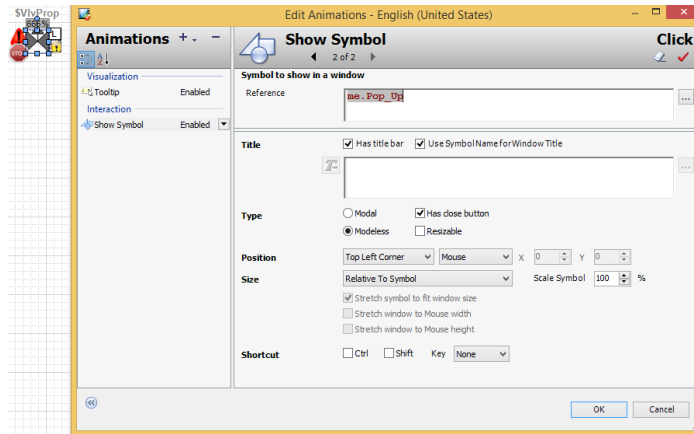 $VlvProp
Edit Animations - English (United States)
Animations + . -
Visualization
Tooltip Enabled
Interaction
Show Symbol Enabled
Show Symbol
2 of 2
Click
Symbol to show in a window
Reference
me.Pop_Up
...
Title
Has title bar
Use Symbol Name for Window Title
T
...
Type
Modal
Has close button
Modeless
Resizable
Position
Top Left Corner
Mouse
X 0
Y 0
Size
Relative To Symbol
Scale Symbol 100 %
Stretch symbol to fit window size
Stretch window to Mouse width
Stretch window to Mouse height
Shortcut
Ctrl
Shift
Key None
OK
Cancel